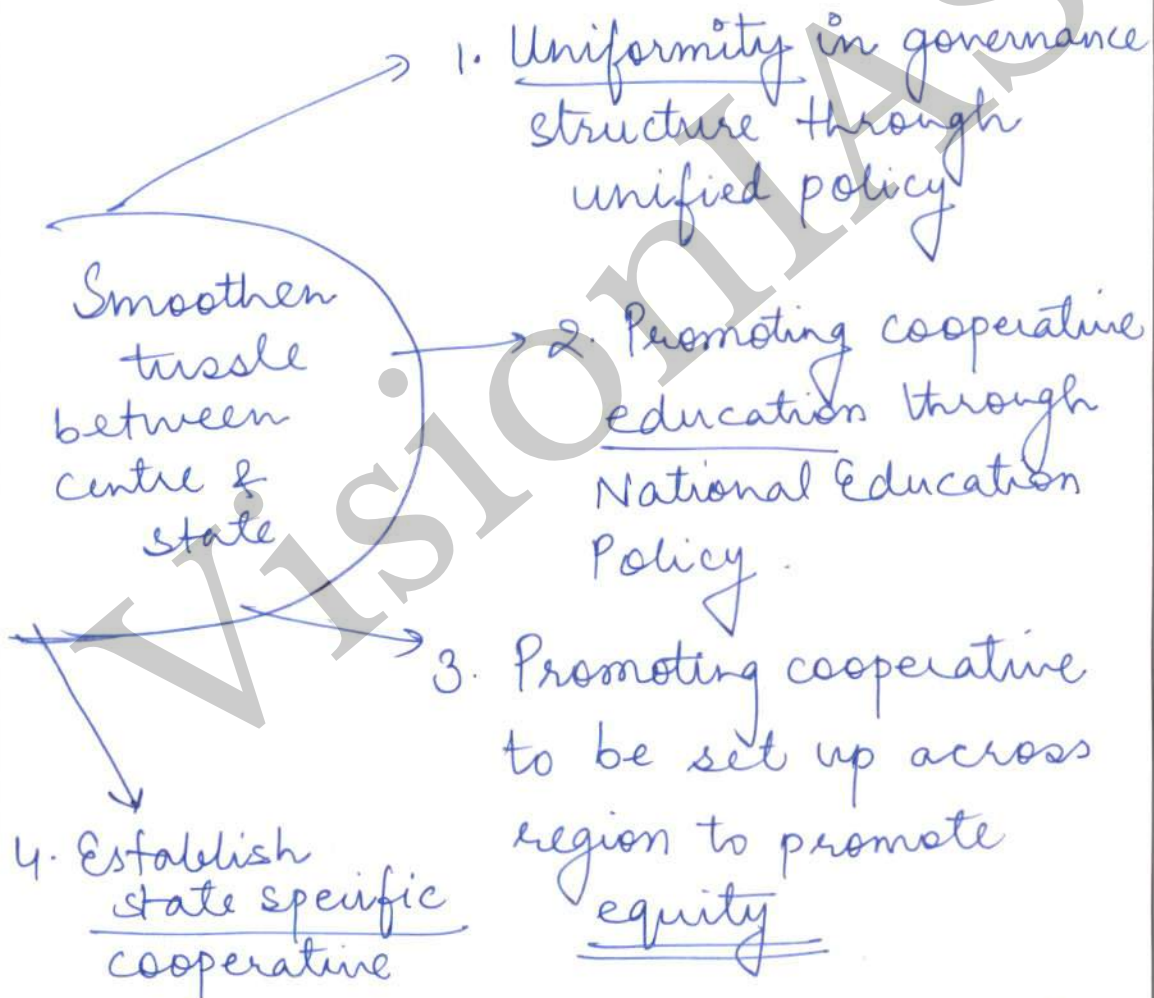 1. Uniformity in governance
structure through
unified policy
Smoothen
tussle
between
centre &
state
2. Promoting cooperative
education through
National Education
Policy.
3. Promoting cooperative
to be set up across
region to promote
equity
4. Establish
state specific
cooperative
VisionIAS